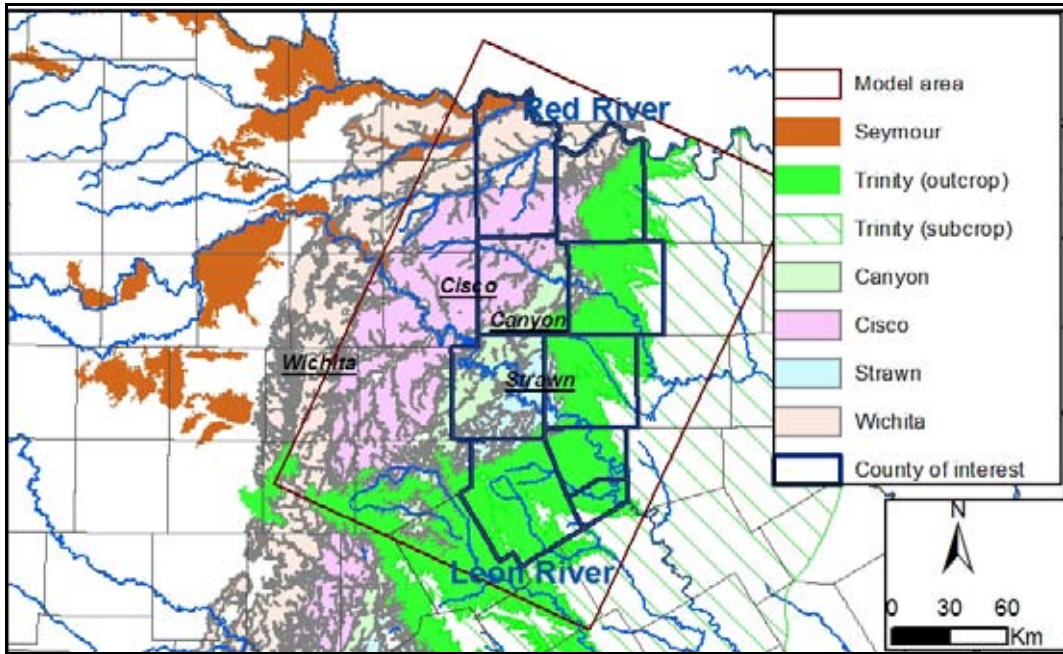 Red River
Cisco
Canyon
Wichita
Strawn
Leon River
Model area
Seymour
Trinity (outcrop)
Trinity (subcrop)
Canyon
Cisco
Strawn
Wichita
County of interest
N
0 30 60
Km